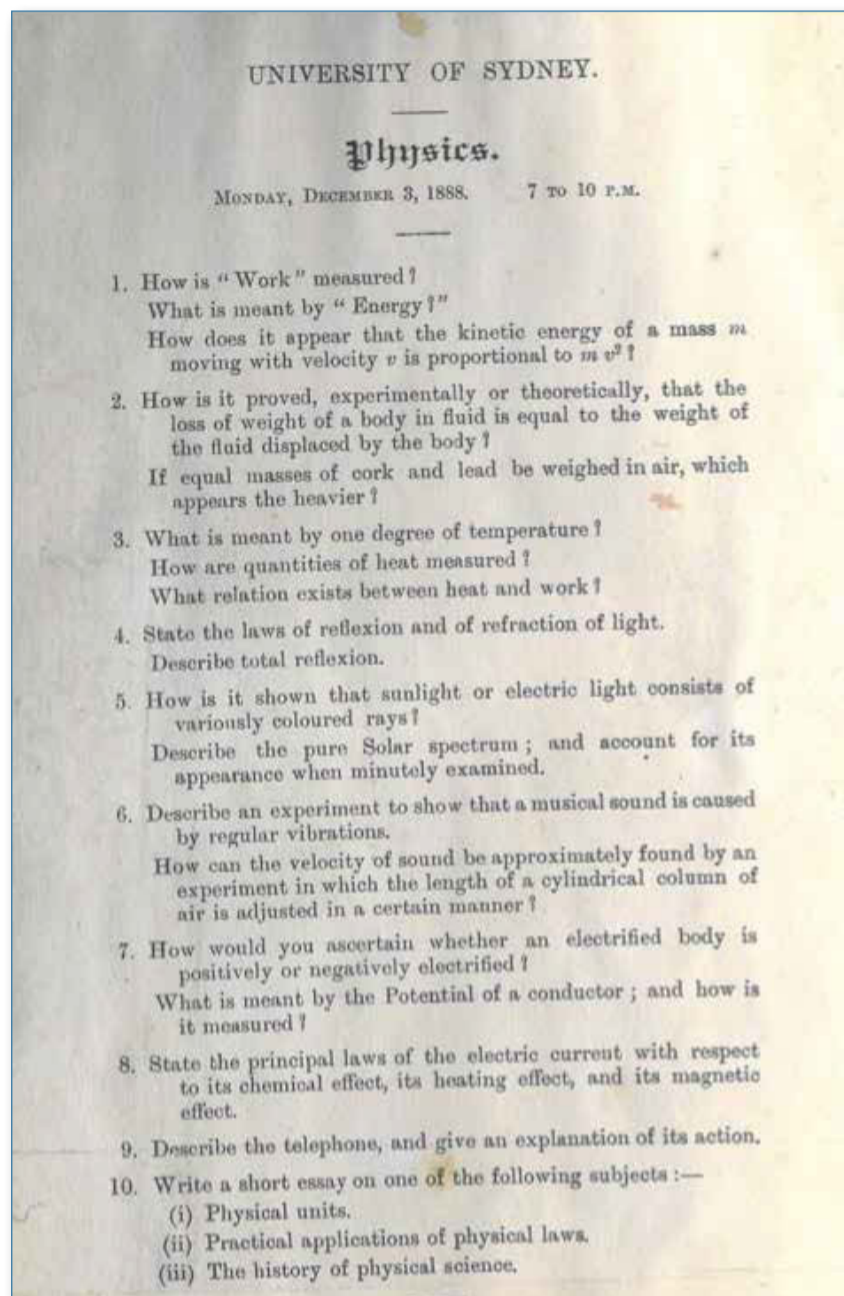 UNIVERSITY OF SYDNEY.
Physics.
MONDAY, DECEMBER 3, 1888. 7 TO 10 P.M.
1. How is "Work" measured?
What is meant by "Energy?"
How does it appear that the kinetic energy of a mass m
moving with velocity v is proportional to m v²?
2. How is it proved, experimentally or theoretically, that the
loss of weight of a body in fluid is equal to the weight of
the fluid displaced by the body?
If equal masses of cork and lead be weighed in air, which
appears the heavier?
3. What is meant by one degree of temperature?
How are quantities of heat measured?
What relation exists between heat and work?
4. State the laws of reflexion and of refraction of light.
Describe total reflexion.
5. How is it shown that sunlight or electric light consists of
variously coloured rays?
Describe the pure Solar spectrum; and account for its
appearance when minutely examined.
6. Describe an experiment to show that a musical sound is caused
by regular vibrations.
How can the velocity of sound be approximately found by an
experiment in which the length of a cylindrical column of
air is adjusted in a certain manner?
7. How would you ascertain whether an electrified body is
positively or negatively electrified?
What is meant by the Potential of a conductor; and how is
it measured?
8. State the principal laws of the electric current with respect
to its chemical effect, its heating effect, and its magnetic
effect.
9. Describe the telephone, and give an explanation of its action.
10. Write a short essay on one of the following subjects:—
(i) Physical units.
(ii) Practical applications of physical laws.
(iii) The history of physical science.